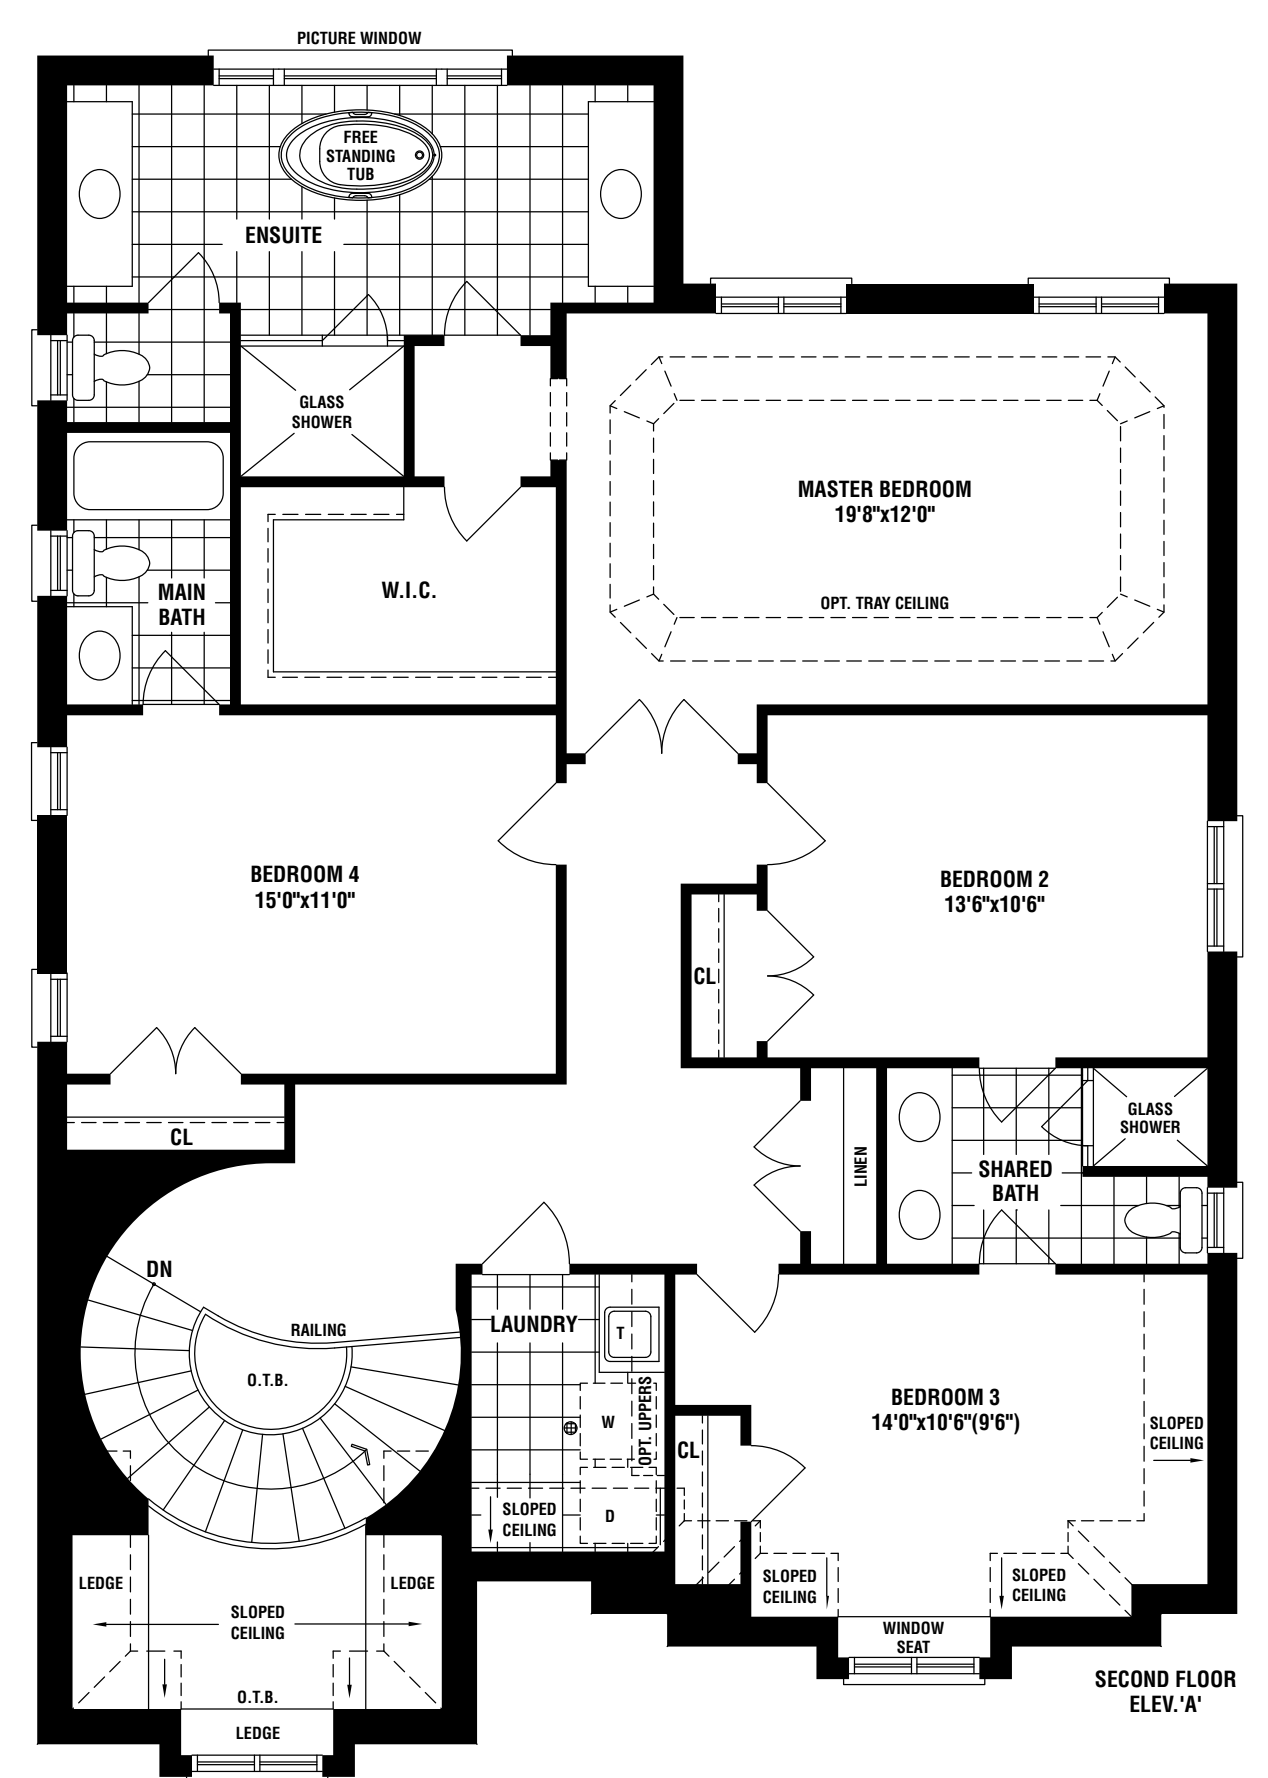 PICTURE WINDOW
FREE
STANDING
TUB
ENSUITE
GLASS
SHOWER
MASTER BEDROOM
19'8"x12'0"
OPT. TRAY CEILING
W.I.C.
MAIN
BATH
BEDROOM 4
15'0"x11'0"
BEDROOM 2
13'6"x10'6"
CL
CL
GLASS
SHOWER
LINEN
SHARED
BATH
DN
RAILING
O.T.B.
LAUNDRY
T
OPT. UPPERS
W
D
SLOPED
CEILING
BEDROOM 3
14'0"x10'6"(9'6")
SLOPED
CEILING
CL
SLOPED
CEILING
SLOPED
CEILING
WINDOW
SEAT
LEDGE
LEDGE
SLOPED
CEILING
O.T.B.
LEDGE
SECOND FLOOR
ELEV.'A'